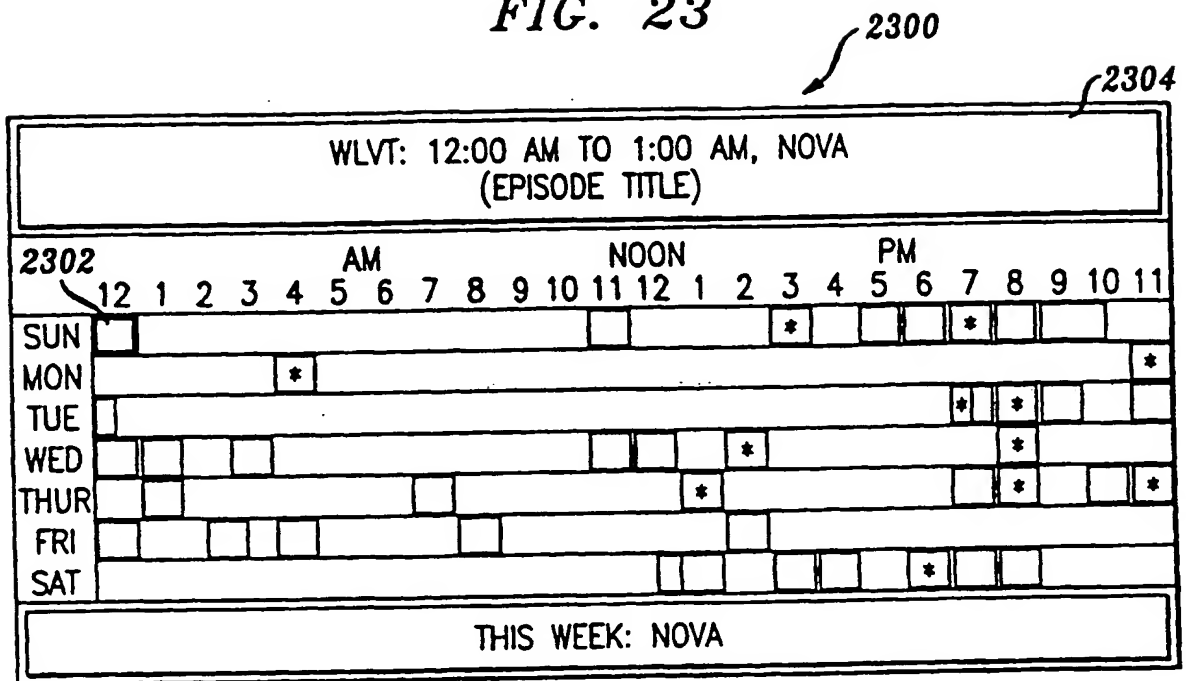 FIG. 23
2300
2304
WLVT: 12:00 AM TO 1:00 AM, NOVA
(EPISODE TITLE)
2302
AM NOON PM
12 1 2 3 4 5 6 7 8 9 10 11 12 1 2 3 4 5 6 7 8 9 10 11
SUN * *
MON * *
TUE * *
WED * *
THUR * * *
FRI
SAT *
THIS WEEK: NOVA